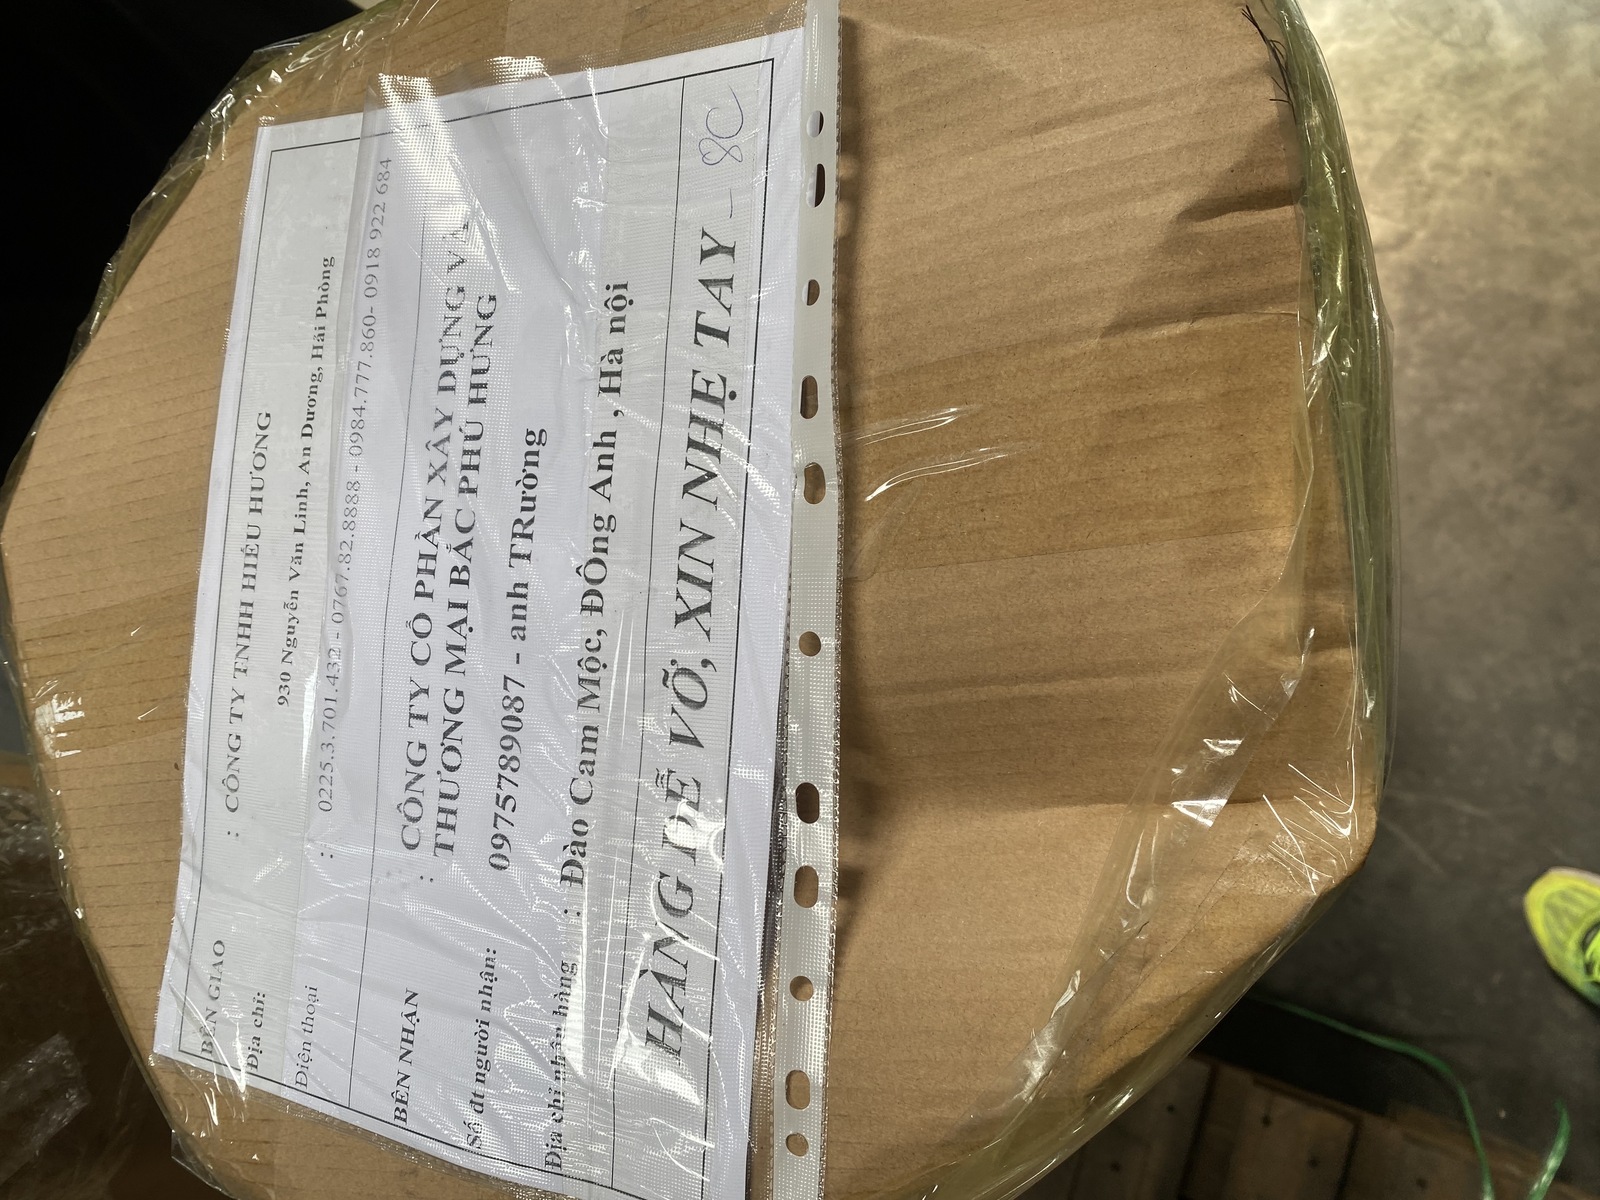 BÊN GIAO : CÔNG TY TNHH HIẾU HƯƠNG
Địa chỉ: 930 Nguyễn Văn Linh, An Dương, Hải Phòng
Điện thoại : 0225.3.701.432 - 0767.82.8888 - 0984.777.860- 0918 922 684
BÊN NHẬN : CÔNG TY CỔ PHẦN XÂY DỰNG VÀ
THƯƠNG MẠI BẮC PHÚ HƯNG
Số đt người nhận: 0975789087 - anh TRường
Địa chỉ nhận hàng : Đào Cam Mộc, ĐÔng Anh , Hà nội
HÀNG DỄ VỠ, XIN NHẸ TAY - 8C